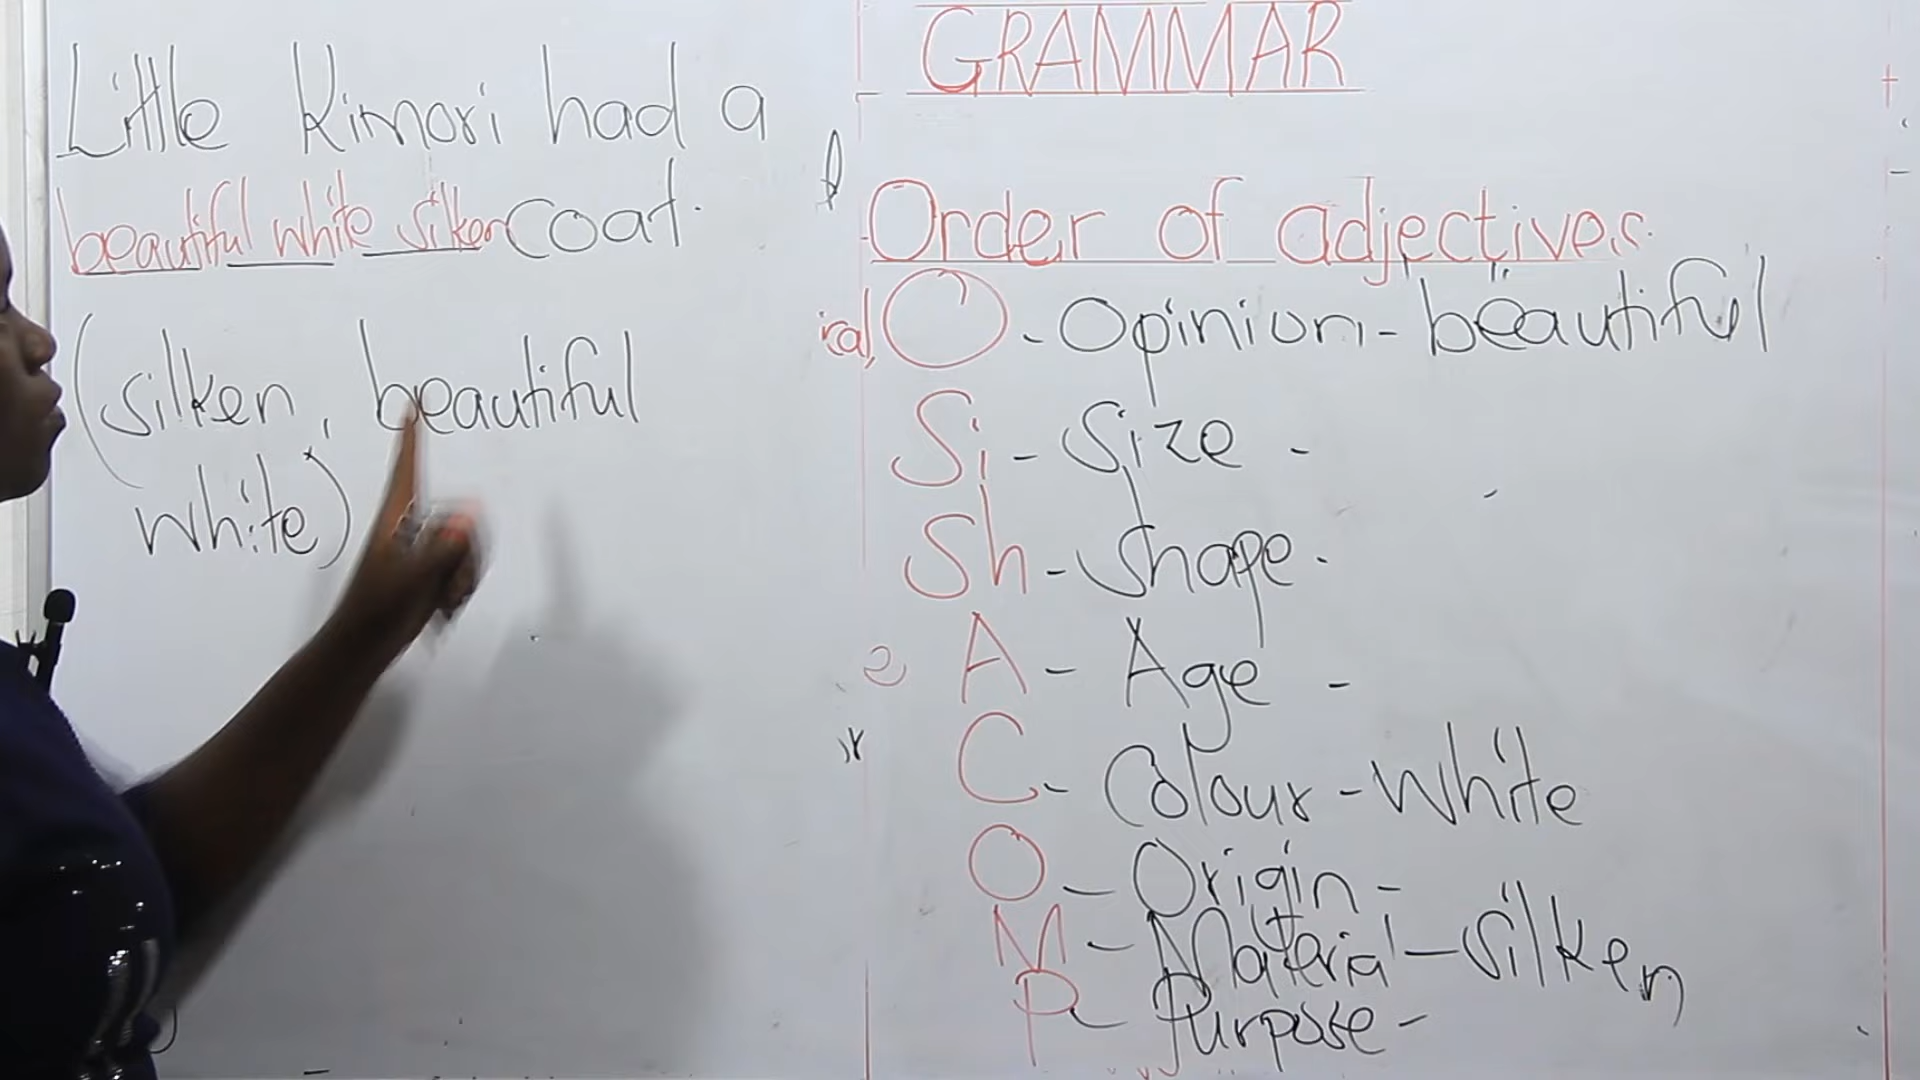 Little Kimori had a
beautiful white silken coat.
(silken, beautiful
white)
GRAMMAR
Order of adjectives.
O - Opinion - beautiful
Si - Size -
Sh - Shape.
A - Age -
C - Colour - White
O - Origin -
M - Material - Silken
P - Purpose -